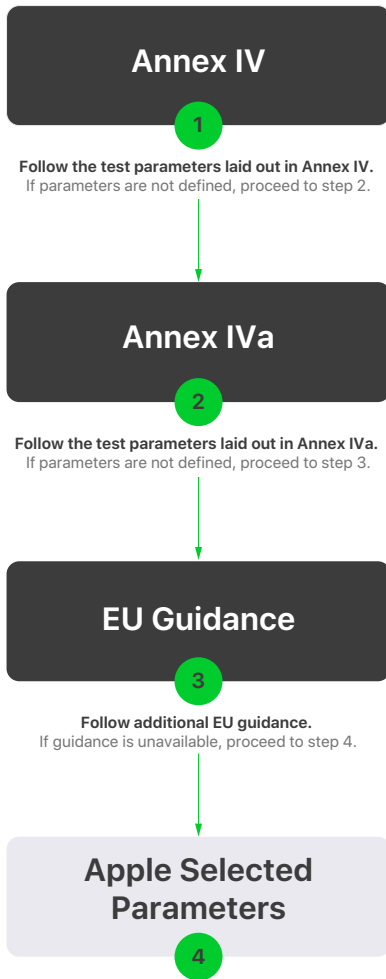 Annex IV
1
Follow the test parameters laid out in Annex IV.
If parameters are not defined, proceed to step 2.
Annex IVa
2
Follow the test parameters laid out in Annex IVa.
If parameters are not defined, proceed to step 3.
EU Guidance
3
Follow additional EU guidance.
If guidance is unavailable, proceed to step 4.
Apple Selected
Parameters
4